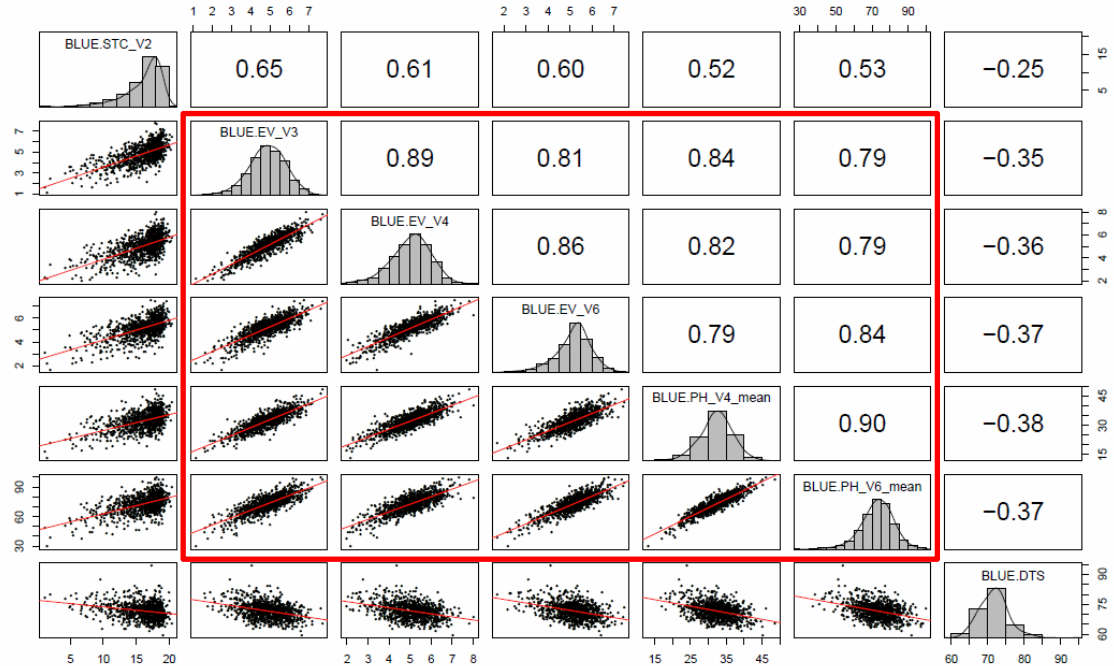 1 2 3 4 5 6 7 2 3 4 5 6 7 30 50 70 90
BLUE.STC_V2 0.65 0.61 0.60 0.52 0.53 −0.25 5 15
1 3 5 7 BLUE.EV_V3 0.89 0.81 0.84 0.79 −0.35
BLUE.EV_V4 0.86 0.82 0.79 −0.36 2 4 6 8
2 4 6 BLUE.EV_V6 0.79 0.84 −0.37
BLUE.PH_V4_mean 0.90 −0.38 15 30 45
30 60 90 BLUE.PH_V6_mean −0.37
BLUE.DTS 60 75 90
5 10 15 20 2 3 4 5 6 7 8 15 25 35 45 60 70 80 90